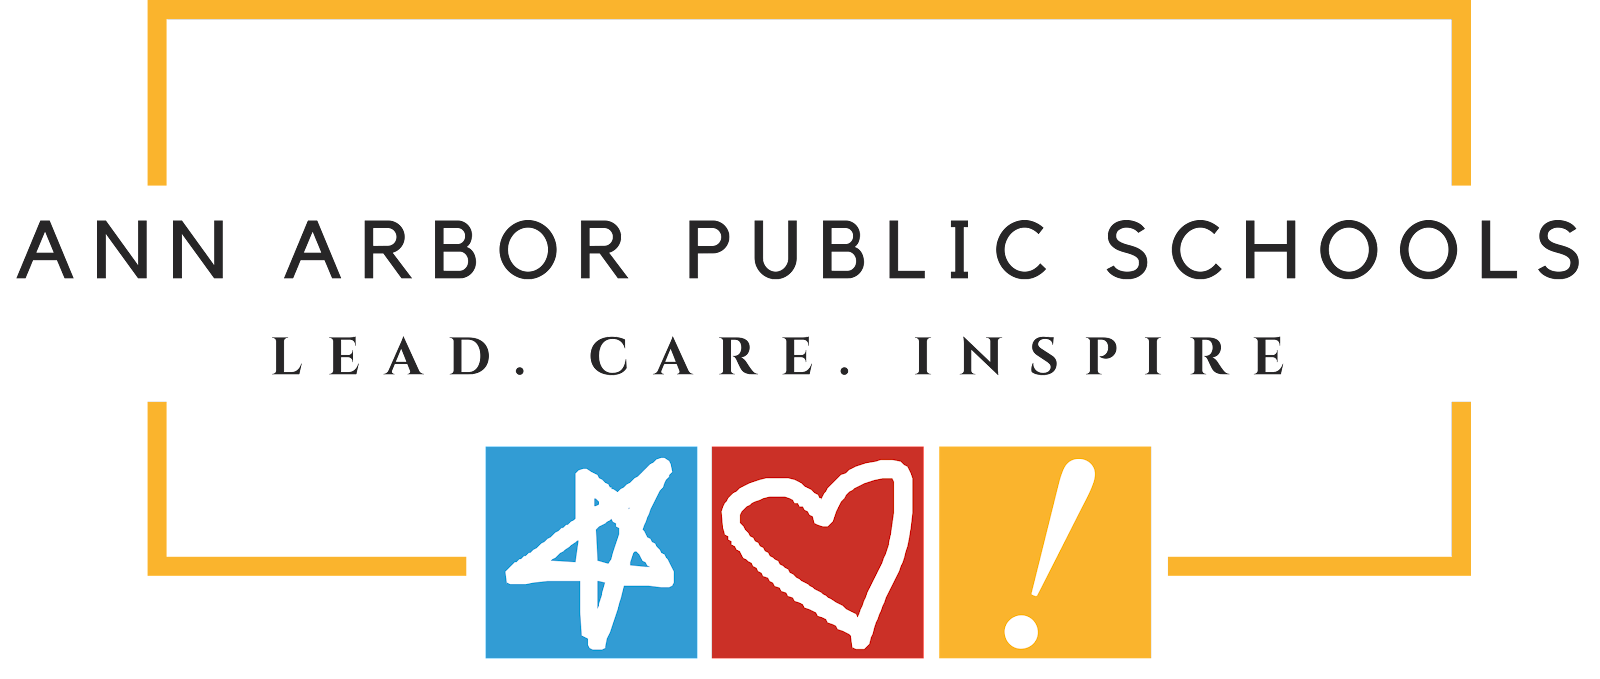 ANN ARBOR PUBLIC SCHOOLS
LEAD. CARE. INSPIRE
!